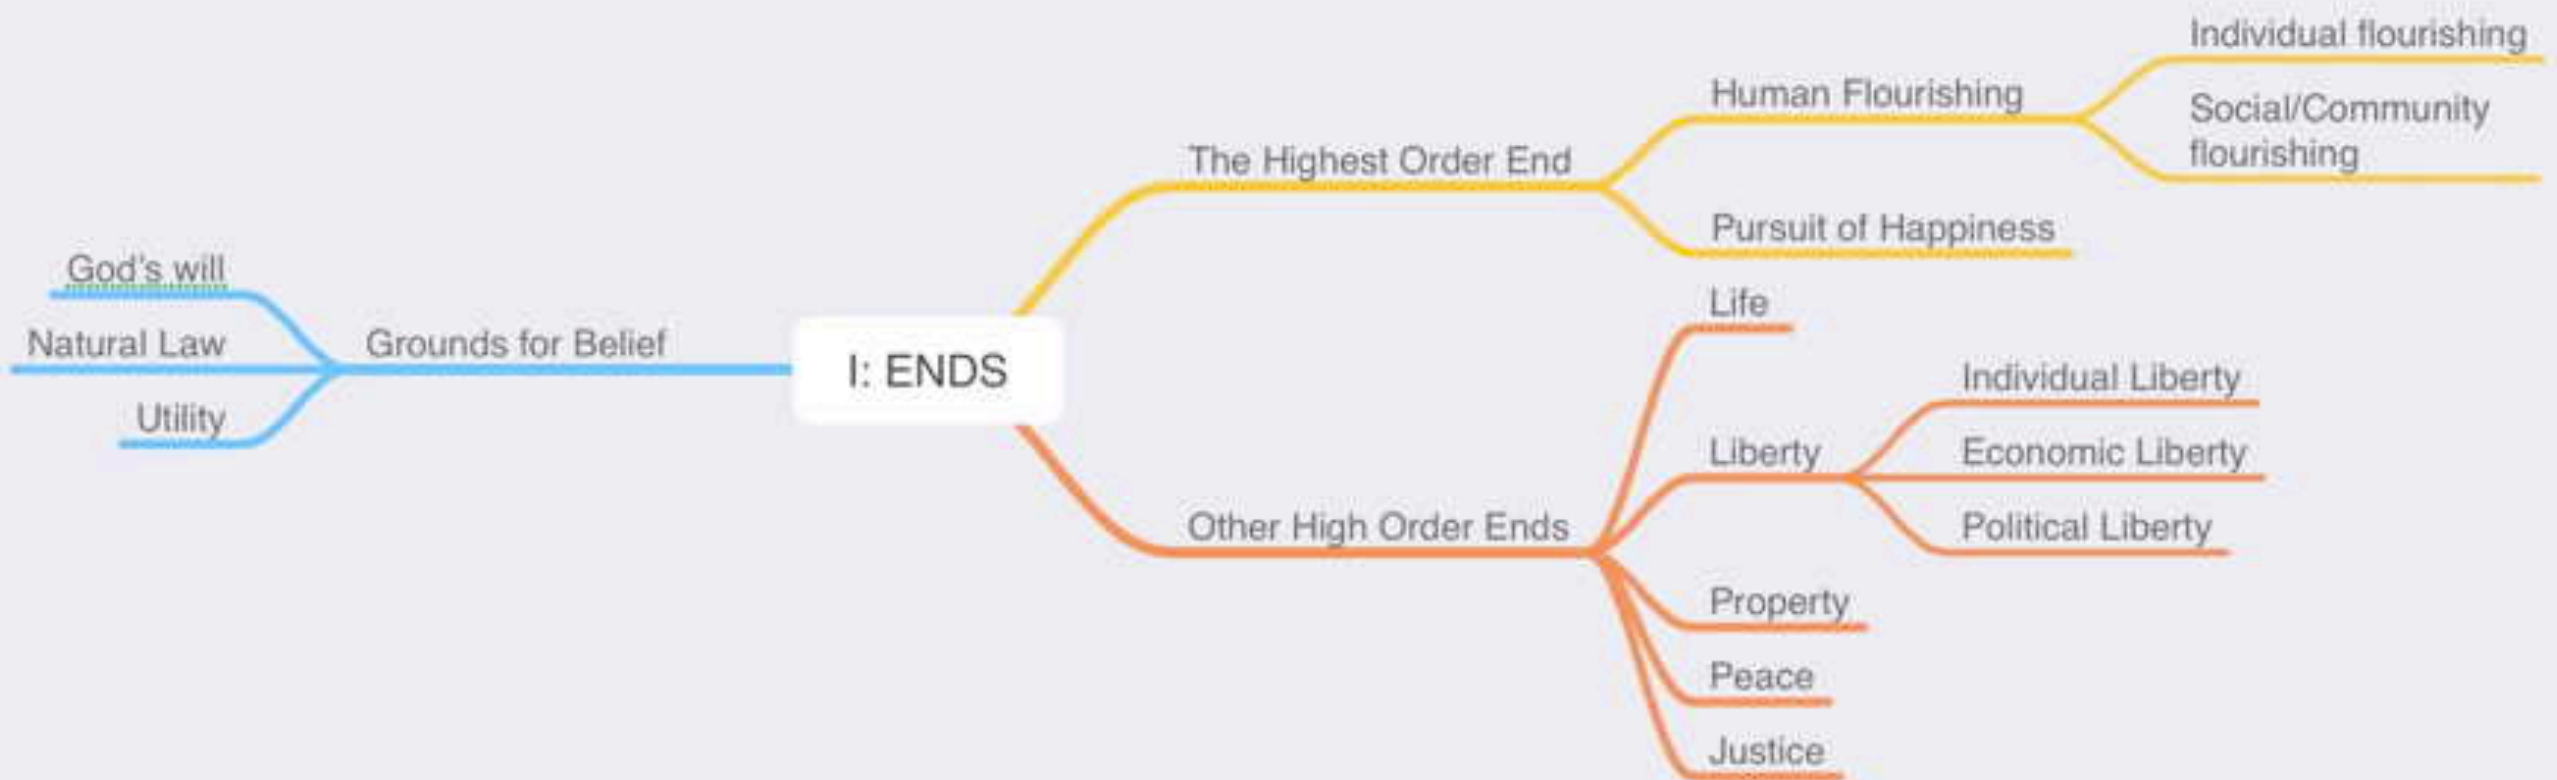 Individual flourishing
Human Flourishing
Social/Community
flourishing
The Highest Order End
Pursuit of Happiness
God's will
Life
Natural Law
Grounds for Belief
I: ENDS
Individual Liberty
Utility
Liberty
Economic Liberty
Other High Order Ends
Political Liberty
Property
Peace
Justice